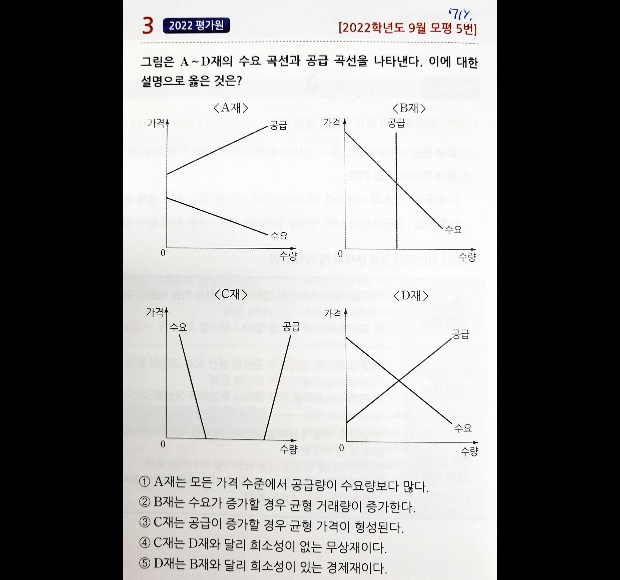 3 2022 평가원 [2022학년도 9월 모평 5번]
그림은 A~D재의 수요 곡선과 공급 곡선을 나타낸다. 이에 대한
설명으로 옳은 것은?
〈A재〉 〈B재〉
가격 공급 가격 공급
수요 수요
0 수량 0 수량
〈C재〉 〈D재〉
가격 수요 공급 가격 공급
수요
0 수량 0 수량
① A재는 모든 가격 수준에서 공급량이 수요량보다 많다.
② B재는 수요가 증가할 경우 균형 거래량이 증가한다.
③ C재는 공급이 증가할 경우 균형 가격이 형성된다.
④ C재는 D재와 달리 희소성이 없는 무상재이다.
⑤ D재는 B재와 달리 희소성이 있는 경제재이다.